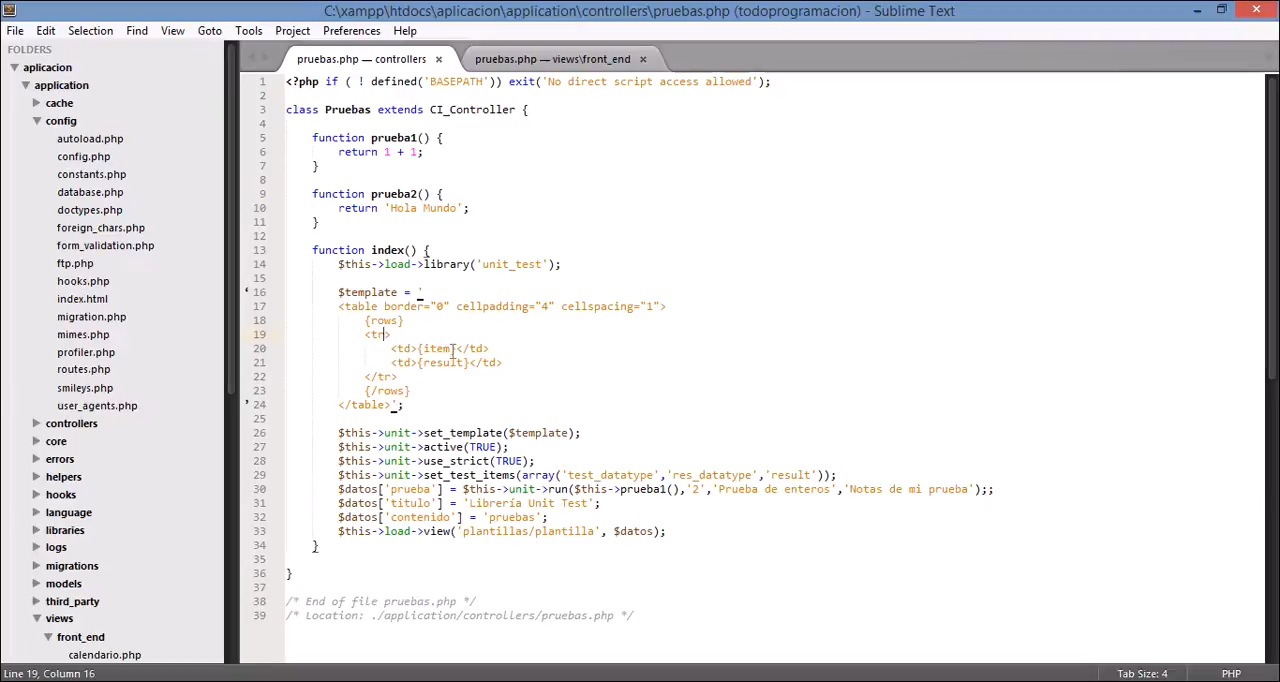 C:\xampp\htdocs\aplicacion\application\controllers\pruebas.php (todoprogramacion) - Sublime Text
File Edit Selection Find View Goto Tools Project Preferences Help
FOLDERS
aplicacion
application
cache
config
autoload.php
config.php
constants.php
database.php
doctypes.php
foreign_chars.php
form_validation.php
ftp.php
hooks.php
index.html
migration.php
mimes.php
profiler.php
routes.php
smileys.php
user_agents.php
controllers
core
errors
helpers
hooks
language
libraries
logs
migrations
models
third_party
views
front_end
calendario.php
pruebas.php — controllers × pruebas.php — views\front_end ×
1 <?php if ( ! defined('BASEPATH')) exit('No direct script access allowed');
2
3 class Pruebas extends CI_Controller {
4
5 function prueba1() {
6 return 1 + 1;
7 }
8
9 function prueba2() {
10 return 'Hola Mundo';
11 }
12
13 function index() {
14 $this->load->library('unit_test');
15
16 $template = '
17 <table border="0" cellpadding="4" cellspacing="1">
18 {rows}
19 <tr>
20 <td>{item}</td>
21 <td>{result}</td>
22 </tr>
23 {/rows}
24 </table>';
25
26 $this->unit->set_template($template);
27 $this->unit->active(TRUE);
28 $this->unit->use_strict(TRUE);
29 $this->unit->set_test_items(array('test_datatype','res_datatype','result'));
30 $datos['prueba'] = $this->unit->run($this->prueba1(),'2','Prueba de enteros','Notas de mi prueba');;
31 $datos['titulo'] = 'Librería Unit Test';
32 $datos['contenido'] = 'pruebas';
33 $this->load->view('plantillas/plantilla', $datos);
34 }
35
36 }
37
38 /* End of file pruebas.php */
39 /* Location: ./application/controllers/pruebas.php */
Line 19, Column 16 Tab Size: 4 PHP